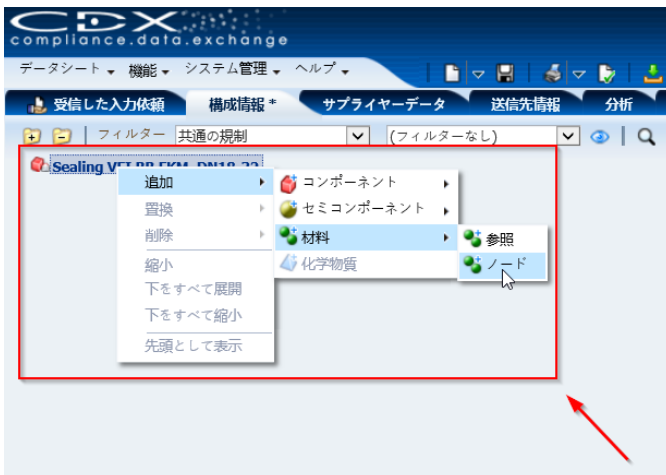 CDX
compliance.data.exchange
データシート 機能 システム管理 ヘルプ
受信した入力依頼 構成情報 * サプライヤーデータ 送信先情報 分析
フィルター 共通の規制 (フィルターなし)
Sealing
追加 コンポーネント
置換 セミコンポーネント
削除 材料 参照
縮小 化学物質 ノード
下をすべて展開
下をすべて縮小
先頭として表示